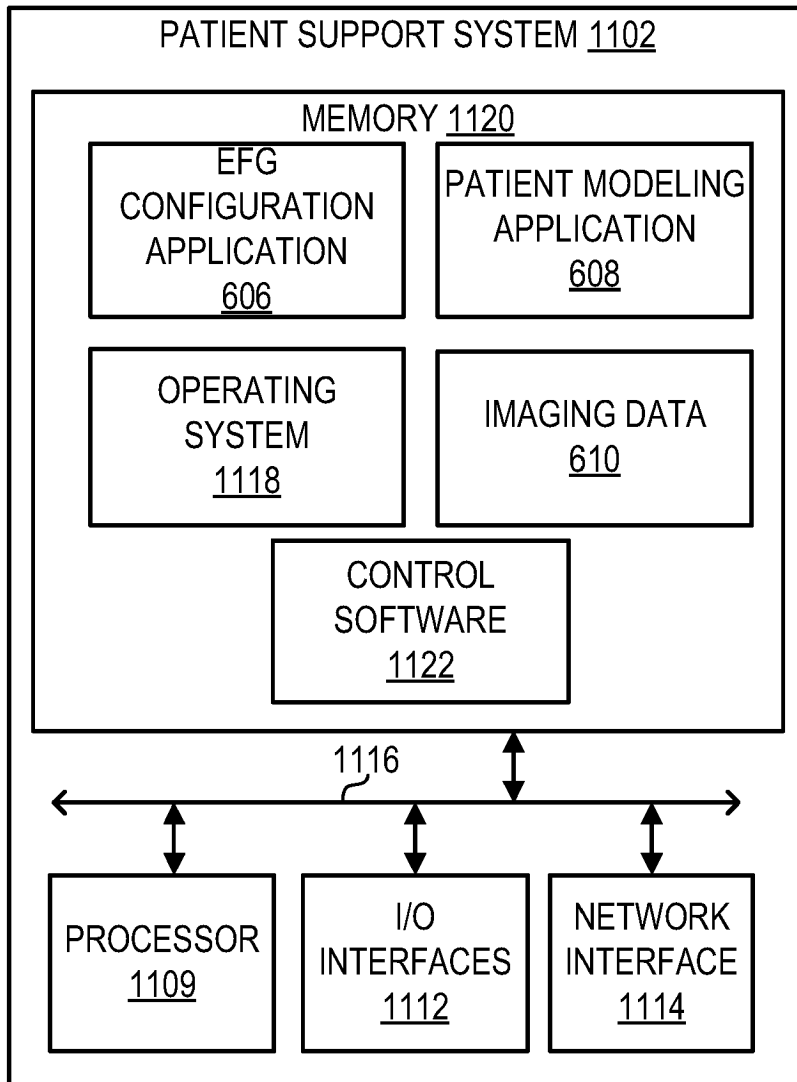 PATIENT SUPPORT SYSTEM 1102
MEMORY 1120
EFG
CONFIGURATION
APPLICATION
606
PATIENT MODELING
APPLICATION
608
OPERATING
SYSTEM
1118
IMAGING DATA
610
CONTROL
SOFTWARE
1122
1116
PROCESSOR
1109
I/O
INTERFACES
1112
NETWORK
INTERFACE
1114